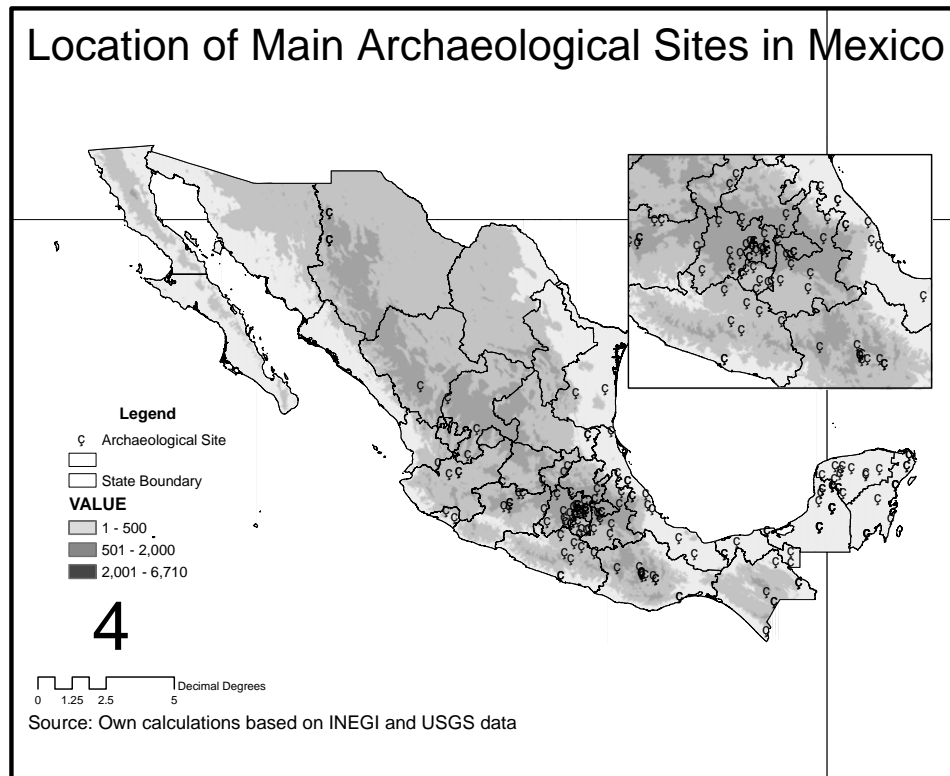 Location of Main Archaeological Sites in Mexico
Legend
ç Archaeological Site
State Boundary
VALUE
1 - 500
501 - 2,000
2,001 - 6,710
4
Decimal Degrees
0 1.25 2.5 5
Source: Own calculations based on INEGI and USGS data